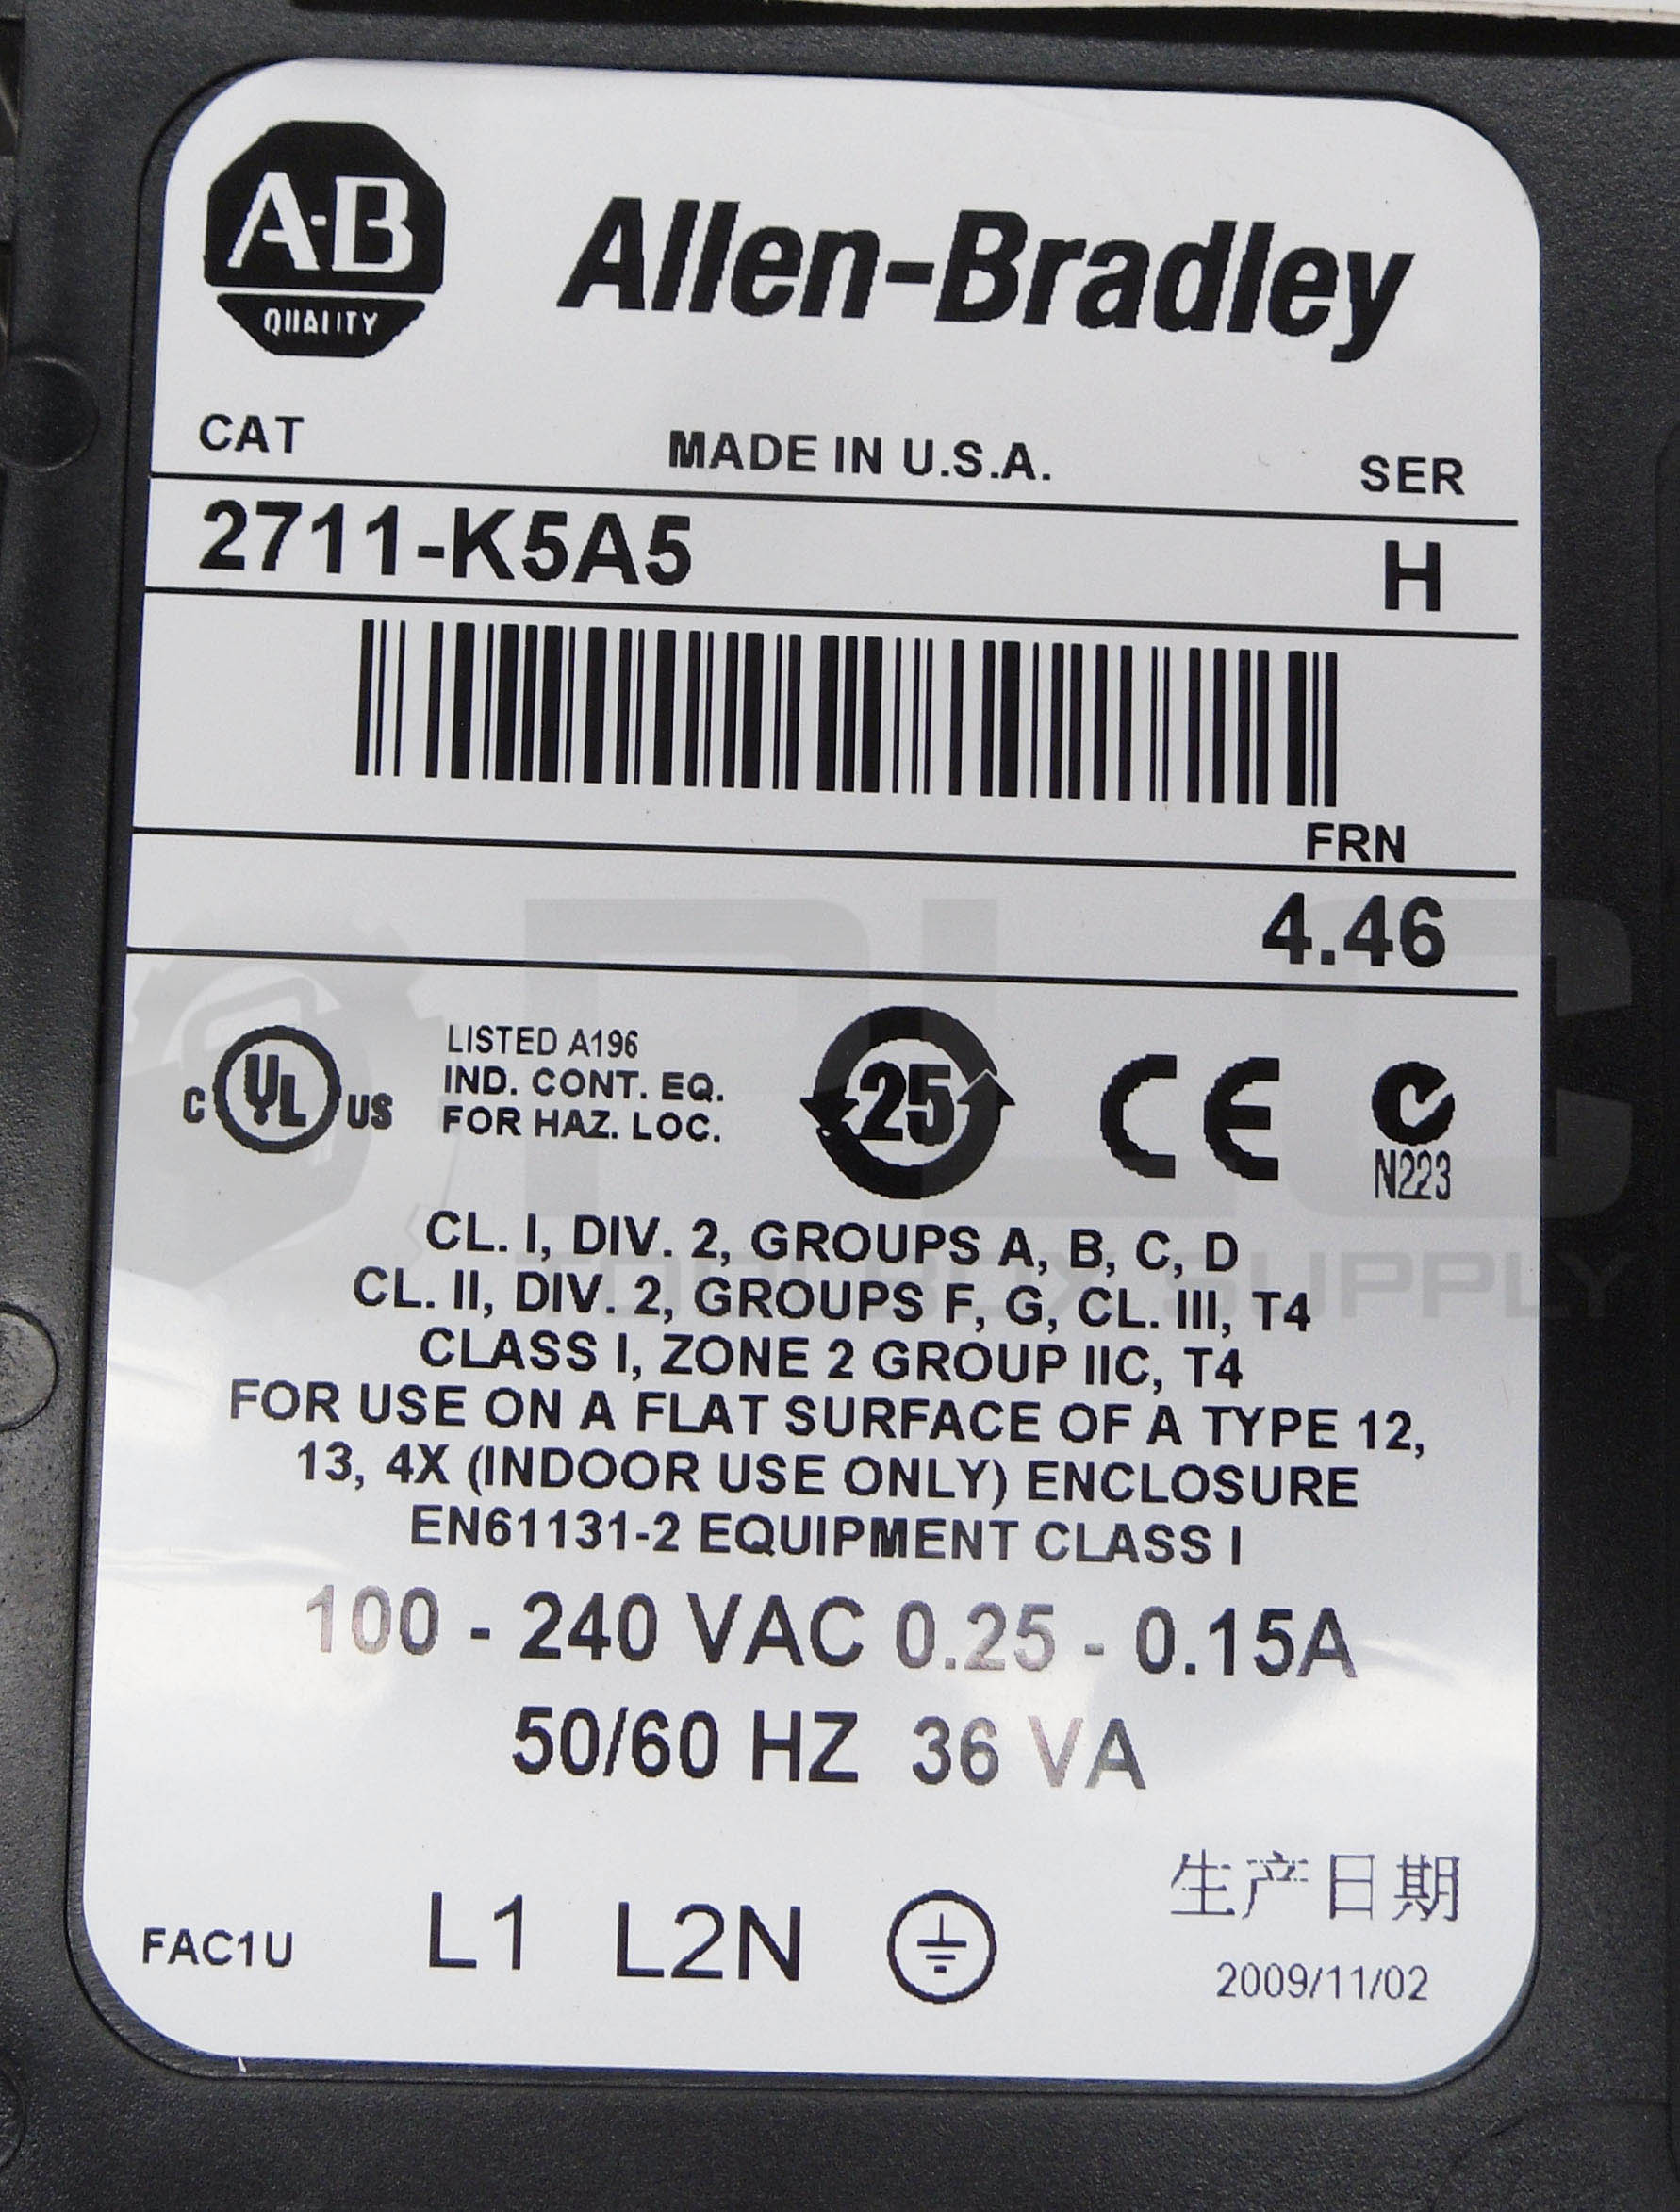 A-B
QUALITY
Allen-Bradley
CAT
MADE IN U.S.A.
SER
2711-K5A5
H
FRN
4.46
C UL US
LISTED A196
IND. CONT. EQ.
FOR HAZ. LOC.
25
CE
N223
CL. I, DIV. 2, GROUPS A, B, C, D
CL. II, DIV. 2, GROUPS F, G, CL. III, T4
CLASS I, ZONE 2 GROUP IIC, T4
FOR USE ON A FLAT SURFACE OF A TYPE 12,
13, 4X (INDOOR USE ONLY) ENCLOSURE
EN61131-2 EQUIPMENT CLASS I
100 - 240 VAC 0.25 - 0.15A
50/60 HZ 36 VA
生产日期
FAC1U
L1 L2N
2009/11/02
PLC
TOOLBOX SUPPLY